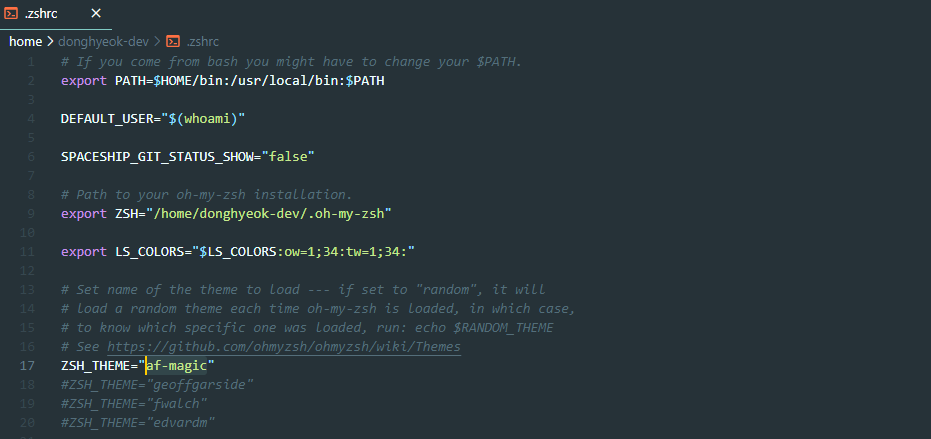 .zshrc
home > donghyeok-dev > .zshrc
1 # If you come from bash you might have to change your $PATH.
2 export PATH=$HOME/bin:/usr/local/bin:$PATH
3
4 DEFAULT_USER="$(whoami)"
5
6 SPACESHIP_GIT_STATUS_SHOW="false"
7
8 # Path to your oh-my-zsh installation.
9 export ZSH="/home/donghyeok-dev/.oh-my-zsh"
10
11 export LS_COLORS="$LS_COLORS:ow=1;34:tw=1;34:"
12
13 # Set name of the theme to load --- if set to "random", it will
14 # load a random theme each time oh-my-zsh is loaded, in which case,
15 # to know which specific one was loaded, run: echo $RANDOM_THEME
16 # See https://github.com/ohmyzsh/ohmyzsh/wiki/Themes
17 ZSH_THEME="af-magic"
18 #ZSH_THEME="geoffgarside"
19 #ZSH_THEME="fwalch"
20 #ZSH_THEME="edvardm"